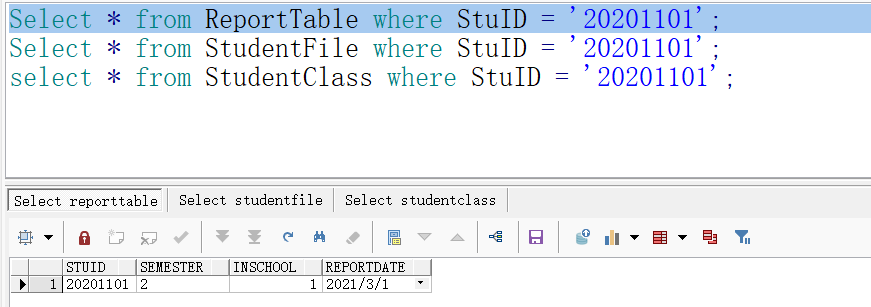 Select * from ReportTable where StuID = '20201101';
Select * from StudentFile where StuID = '20201101';
select * from StudentClass where StuID = '20201101';
Select reporttable Select studentfile Select studentclass
STUID SEMESTER INSCHOOL REPORTDATE
1 20201101 2 1 2021/3/1